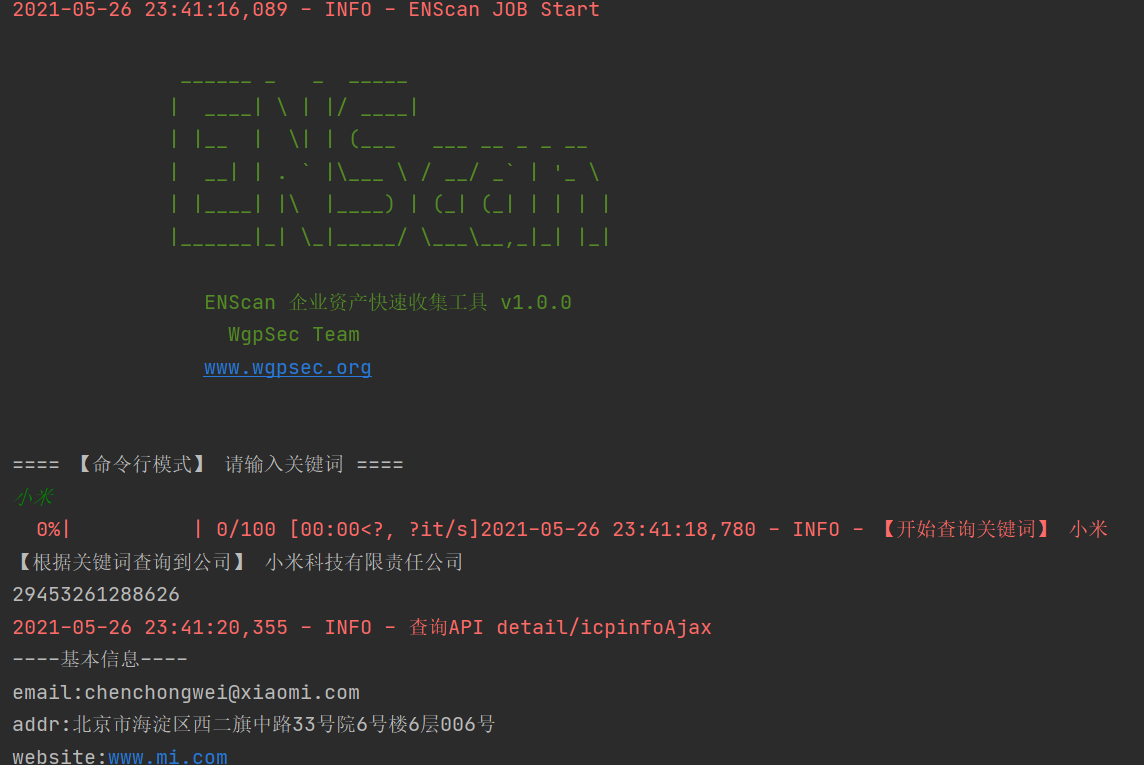 2021-05-26 23:41:16,089 - INFO - ENScan JOB Start
 ______ _   _  _____
|  ____| \ | |/ ____|
| |__  |  \| | (___   ___ __ _ _ __
|  __| | . ` |\___ \ / __/ _` | '_ \
| |____| |\  |____) | (_| (_| | | | |
|______|_| \_|_____/ \___\__,_|_| |_|
ENScan 企业资产快速收集工具 v1.0.0
WgpSec Team
www.wgpsec.org
==== 【命令行模式】 请输入关键词 ====
小米
0%|          | 0/100 [00:00<?, ?it/s]2021-05-26 23:41:18,780 - INFO - 【开始查询关键词】 小米
【根据关键词查询到公司】 小米科技有限责任公司
29453261288626
2021-05-26 23:41:20,355 - INFO - 查询API detail/icpinfoAjax
----基本信息----
email:chenchongwei@xiaomi.com
addr:北京市海淀区西二旗中路33号院6号楼6层006号
website:www.mi.com